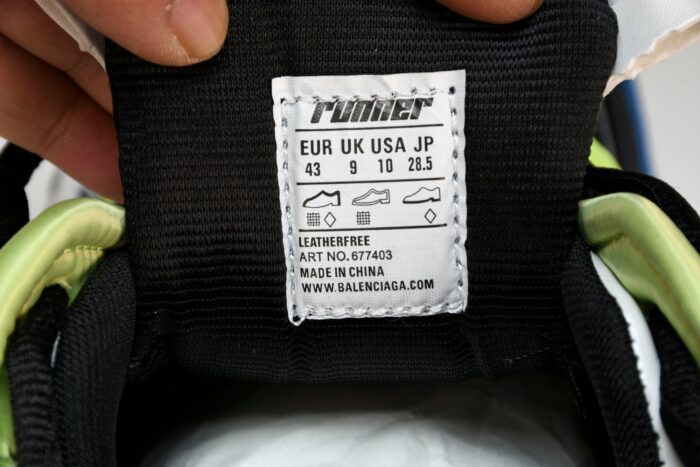 runner
EUR UK USA JP
43 9 10 28.5
LEATHERFREE
ART NO.677403
MADE IN CHINA
WWW.BALENCIAGA.COM